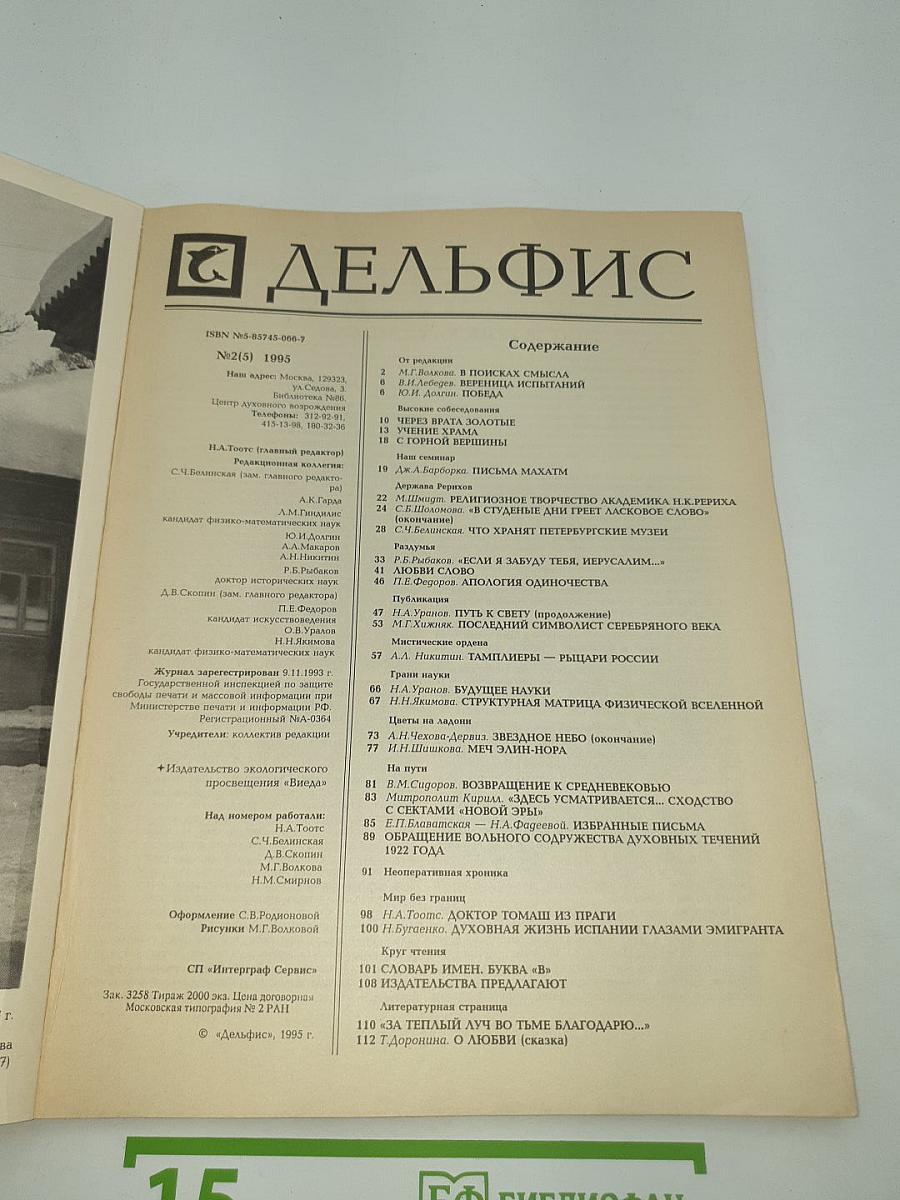 ДЕЛЬФИС
ISBN №5-85745-066-7
№2(5) 1995
Наш адрес: Москва, 129323,
ул.Седова, 3.
Библиотека №86.
Центр духовного возрождения
Телефоны: 312-92-91,
415-13-98, 180-32-36
Н.А.Тоотс (главный редактор)
Редакционная коллегия:
С.Ч.Белинская (зам. главного редакто-
ра)
А.К.Гарда
Л.М.Гиндилис
кандидат физико-математических наук
Ю.И.Долгин
А.А.Макаров
А.Н.Никитин
Р.Б.Рыбаков
доктор исторических наук
Д.В.Скопин (зам. главного редактора)
П.Е.Федоров
кандидат искусствоведения
О.В.Уралов
Н.Н.Якимова
кандидат физико-математических наук
Журнал зарегистрирован 9.11.1993 г.
Государственной инспекцией по защите
свободы печати и массовой информации при
Министерстве печати и информации РФ.
Регистрационный №А-0364
Учредители: коллектив редакции
Издательство экологического
просвещения «Виеда»
Над номером работали:
Н.А.Тоотс
С.Ч.Белинская
Д.В.Скопин
М.Г.Волкова
Н.М.Смирнов
Оформление С.В.Родионовой
Рисунки М.Г.Волковой
СП «Интерграф Сервис»
Зак. 3258 Тираж 2000 экз. Цена договорная
Московская типография № 2 РАН
© «Дельфис», 1995 г.
Содержание
От редакции
2 М.Г.Волкова. В ПОИСКАХ СМЫСЛА
6 В.И.Лебедев. ВЕРЕНИЦА ИСПЫТАНИЙ
6 Ю.И. Долгин. ПОБЕДА
Высокие собеседования
10 ЧЕРЕЗ ВРАТА ЗОЛОТЫЕ
13 УЧЕНИЕ ХРАМА
18 С ГОРНОЙ ВЕРШИНЫ
Наш семинар
19 Дж.А.Барборка. ПИСЬМА МАХАТМ
Держава Рерихов
22 М.Шмидт. РЕЛИГИОЗНОЕ ТВОРЧЕСТВО АКАДЕМИКА Н.К.РЕРИХА
24 С.Б.Шоломова. «В СТУДЕНЫЕ ДНИ ГРЕЕТ ЛАСКОВОЕ СЛОВО»
(окончание)
28 С.Ч.Белинская. ЧТО ХРАНЯТ ПЕТЕРБУРГСКИЕ МУЗЕИ
Раздумья
33 Р.Б.Рыбаков. «ЕСЛИ Я ЗАБУДУ ТЕБЯ, ИЕРУСАЛИМ...»
41 ЛЮБВИ СЛОВО
46 П.Е.Федоров. АПОЛОГИЯ ОДИНОЧЕСТВА
Публикация
47 Н.А.Уранов. ПУТЬ К СВЕТУ (продолжение)
53 М.Г.Хижняк. ПОСЛЕДНИЙ СИМВОЛИСТ СЕРЕБРЯНОГО ВЕКА
Мистические ордена
57 А.Л. Никитин. ТАМПЛИЕРЫ — РЫЦАРИ РОССИИ
Грани науки
66 Н.А.Уранов. БУДУЩЕЕ НАУКИ
67 Н.Н.Якимова. СТРУКТУРНАЯ МАТРИЦА ФИЗИЧЕСКОЙ ВСЕЛЕННОЙ
Цветы на ладони
73 А.Н.Чехова-Дервиз. ЗВЕЗДНОЕ НЕБО (окончание)
77 И.Н.Шишкова. МЕЧ ЭЛИН-НОРА
На пути
81 В.М.Сидоров. ВОЗВРАЩЕНИЕ К СРЕДНЕВЕКОВЬЮ
83 Митрополит Кирилл. «ЗДЕСЬ УСМАТРИВАЕТСЯ... СХОДСТВО
С СЕКТАМИ «НОВОЙ ЭРЫ»
85 Е.П.Блаватская — Н.А.Фадеевой. ИЗБРАННЫЕ ПИСЬМА
89 ОБРАЩЕНИЕ ВОЛЬНОГО СОДРУЖЕСТВА ДУХОВНЫХ ТЕЧЕНИЙ
1922 ГОДА
91 Неоперативная хроника
Мир без границ
98 Н.А.Тоотс. ДОКТОР ТОМАШ ИЗ ПРАГИ
100 Н.Бугаенко. ДУХОВНАЯ ЖИЗНЬ ИСПАНИИ ГЛАЗАМИ ЭМИГРАНТА
Круг чтения
101 СЛОВАРЬ ИМЕН. БУКВА «В»
108 ИЗДАТЕЛЬСТВА ПРЕДЛАГАЮТ
Литературная страница
110 «ЗА ТЕПЛЫЙ ЛУЧ ВО ТЬМЕ БЛАГОДАРЮ...»
112 Т.Доронина. О ЛЮБВИ (сказка)
г.
7)
15
БФ БИБЛИОФАН